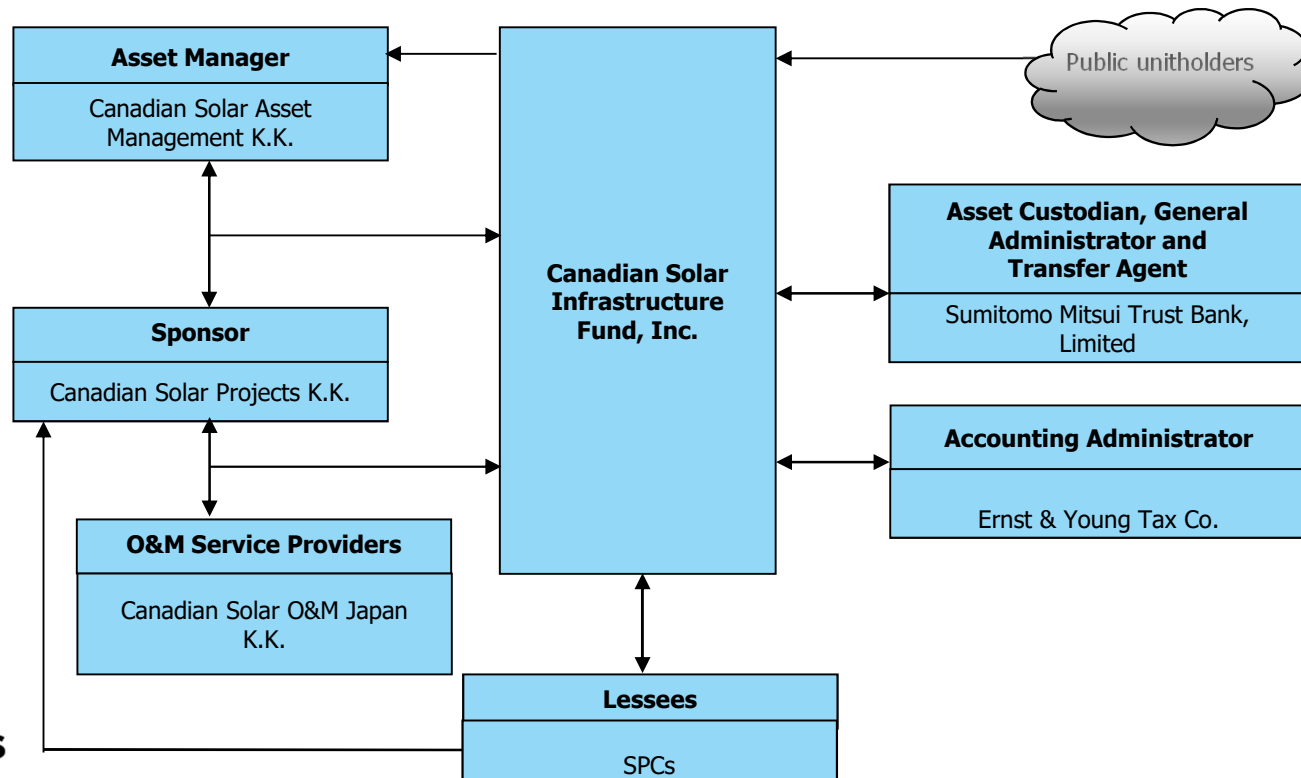 Asset Manager
Canadian Solar Asset
Management K.K.
Public unitholders
Canadian Solar
Infrastructure
Fund, Inc.
Asset Custodian, General
Administrator and
Transfer Agent
Sumitomo Mitsui Trust Bank,
Limited
Sponsor
Canadian Solar Projects K.K.
Accounting Administrator
Ernst & Young Tax Co.
O&M Service Providers
Canadian Solar O&M Japan
K.K.
Lessees
SPCs
s